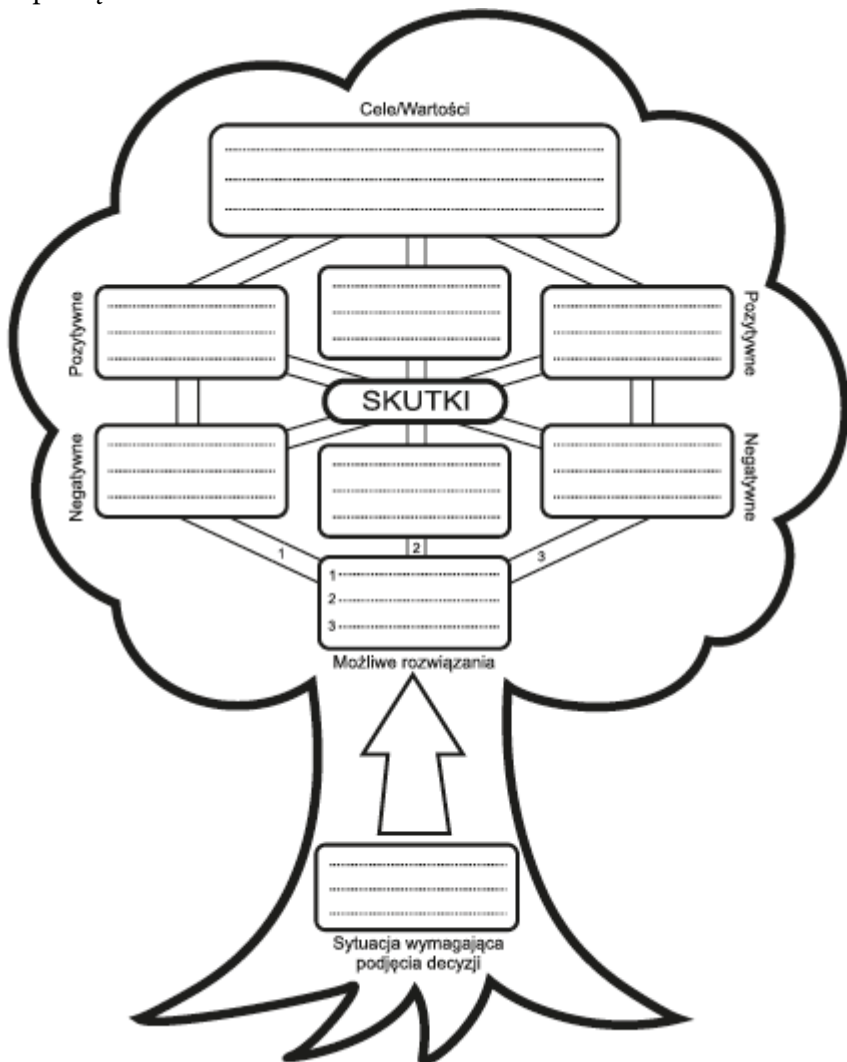 Cele/Wartości
Pozytywne
Pozytywne
SKUTKI
Negatywne
Negatywne
1
2
3
1
2
3
Możliwe rozwiązania
Sytuacja wymagająca
podjęcia decyzji